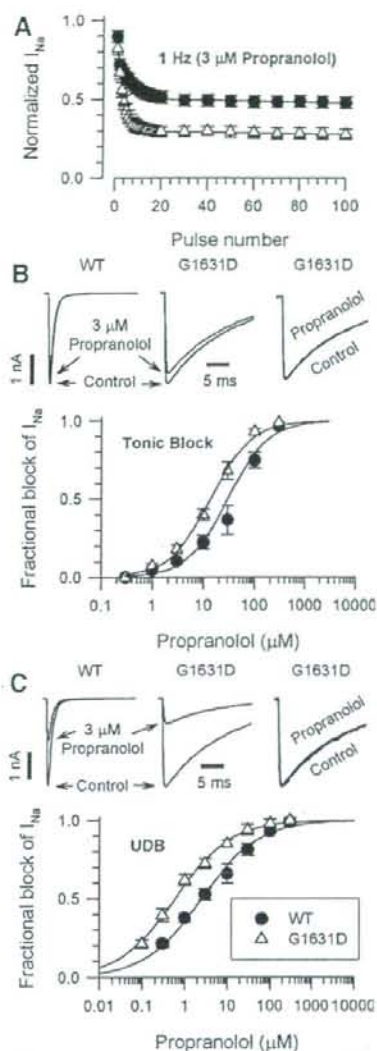 A
Normalized I_Na
1.0
0.5
0.0
1 Hz (3 μM Propranolol)
0 20 40 60 80 100
Pulse number
B
WT G1631D G1631D
3 μM
Propranolol
Control
1 nA
5 ms
Propranolol
Control
Fractional block of I_Na
1.0
0.5
0.0
Tonic Block
0.1 1 10 100 1000 10000
Propranolol (μM)
C
WT G1631D G1631D
3 μM
Propranolol
Control
1 nA
5 ms
Propranolol
Control
Fractional block of I_Na
1.0
0.5
0.0
UDB
WT
G1631D
0.01 0.1 1 10 100 1000 10000
Propranolol (μM)